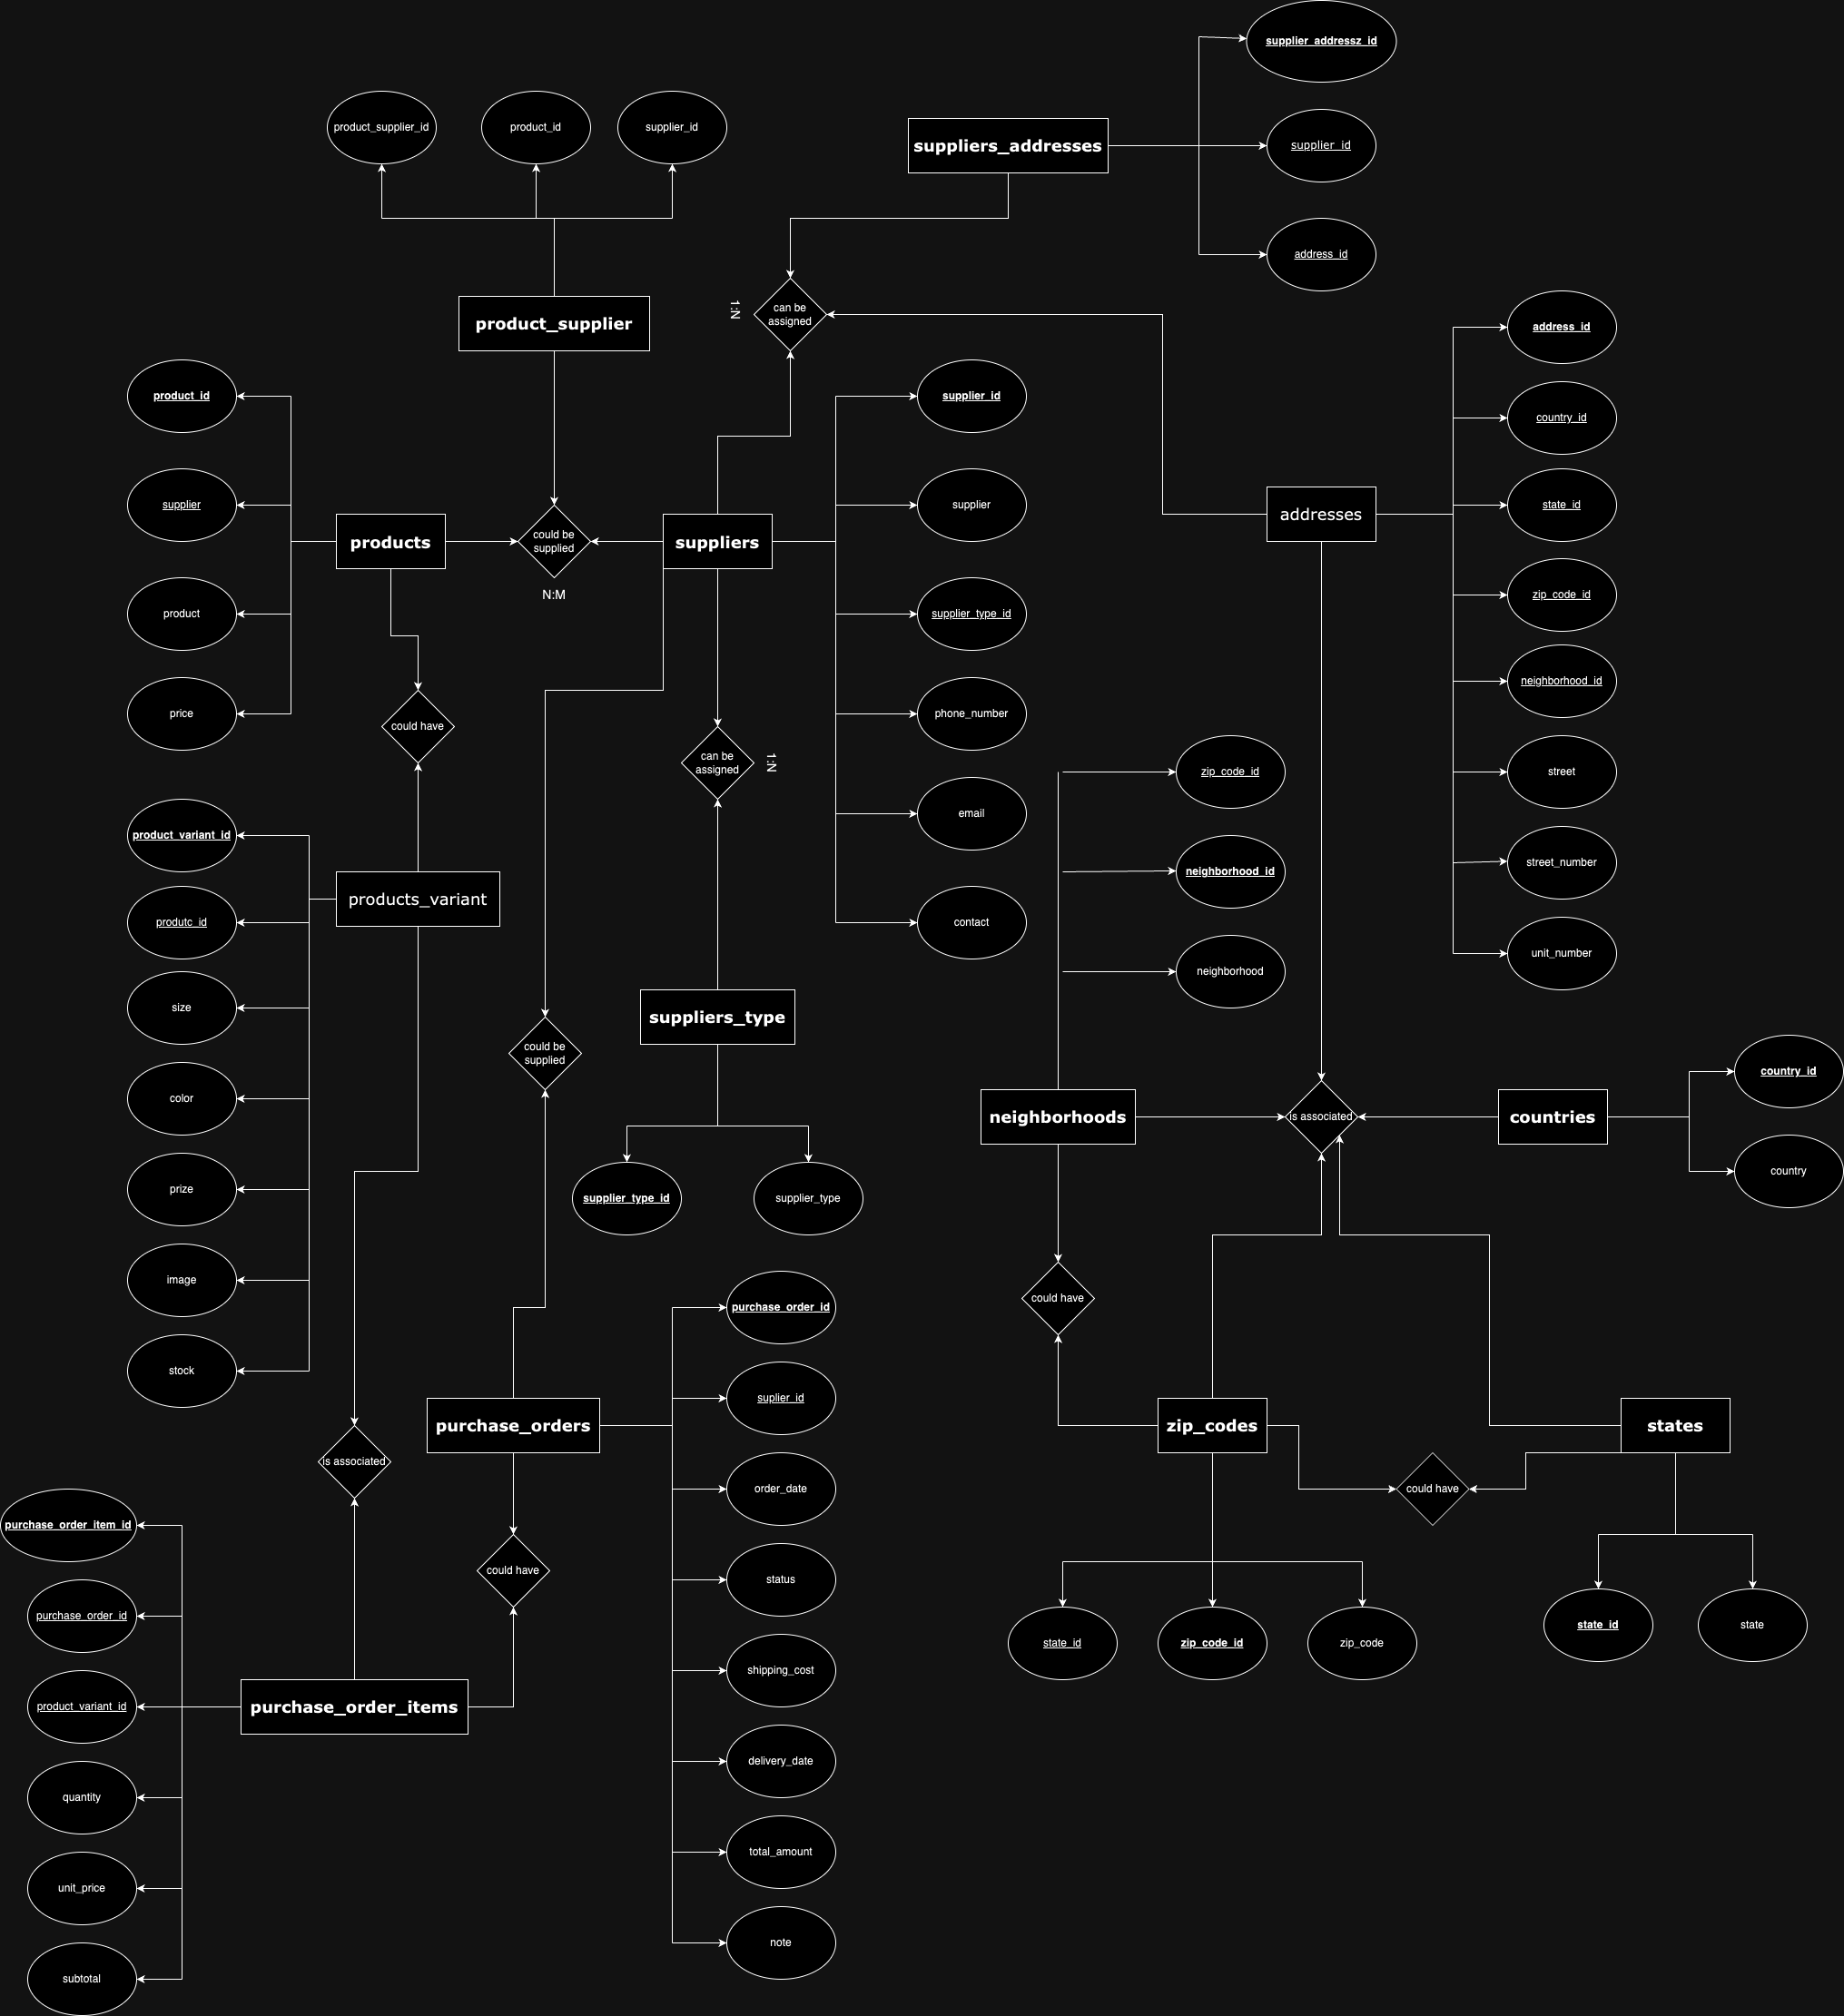 supplier_addressz_id
product_supplier_id
product_id
supplier_id
suppliers_addresses
supplier_id
address_id
product_supplier
1:N
can be
assigned
address_id
product_id
supplier_id
country_id
supplier
products
could be
supplied
N:M
suppliers
supplier
addresses
state_id
product
supplier_type_id
zip_code_id
price
could have
can be
assigned
1:N
phone_number
neighborhood_id
zip_code_id
street
product_variant_id
email
neighborhood_id
street_number
products_variant
produtc_id
contact
neighborhood
unit_number
size
suppliers_type
could be
supplied
color
neighborhoods
is associated
countries
country_id
prize
supplier_type_id
supplier_type
country
image
purchase_order_id
could have
stock
purchase_orders
suplier_id
zip_codes
states
is associated
order_date
could have
purchase_order_item_id
could have
status
purchase_order_id
state_id
zip_code_id
zip_code
state_id
state
product_variant_id
purchase_order_items
shipping_cost
quantity
delivery_date
unit_price
total_amount
subtotal
note